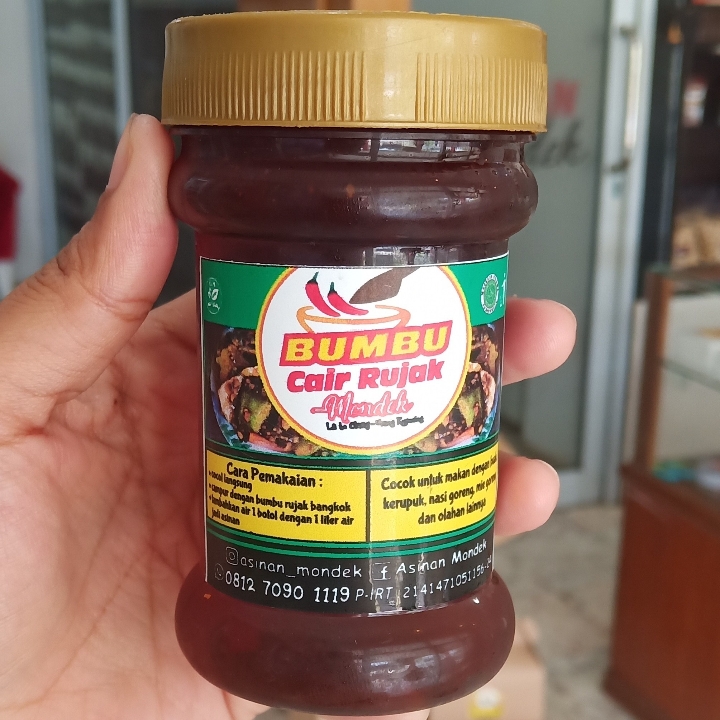 BUMBU
Cair Rujak
Mondek
Cara Pemakaian :
• cocol langsung
• campur dengan bumbu rujak bangkok
• tambahkan air 1 botol dengan 1 liter air
jadi asinan
Cocok untuk makan dengan
kerupuk, nasi goreng, mie goreng
dan olahan lainnya
asinan_mondek f Asinan Mondek
0812 7090 1119 P-IRT 2141471051156